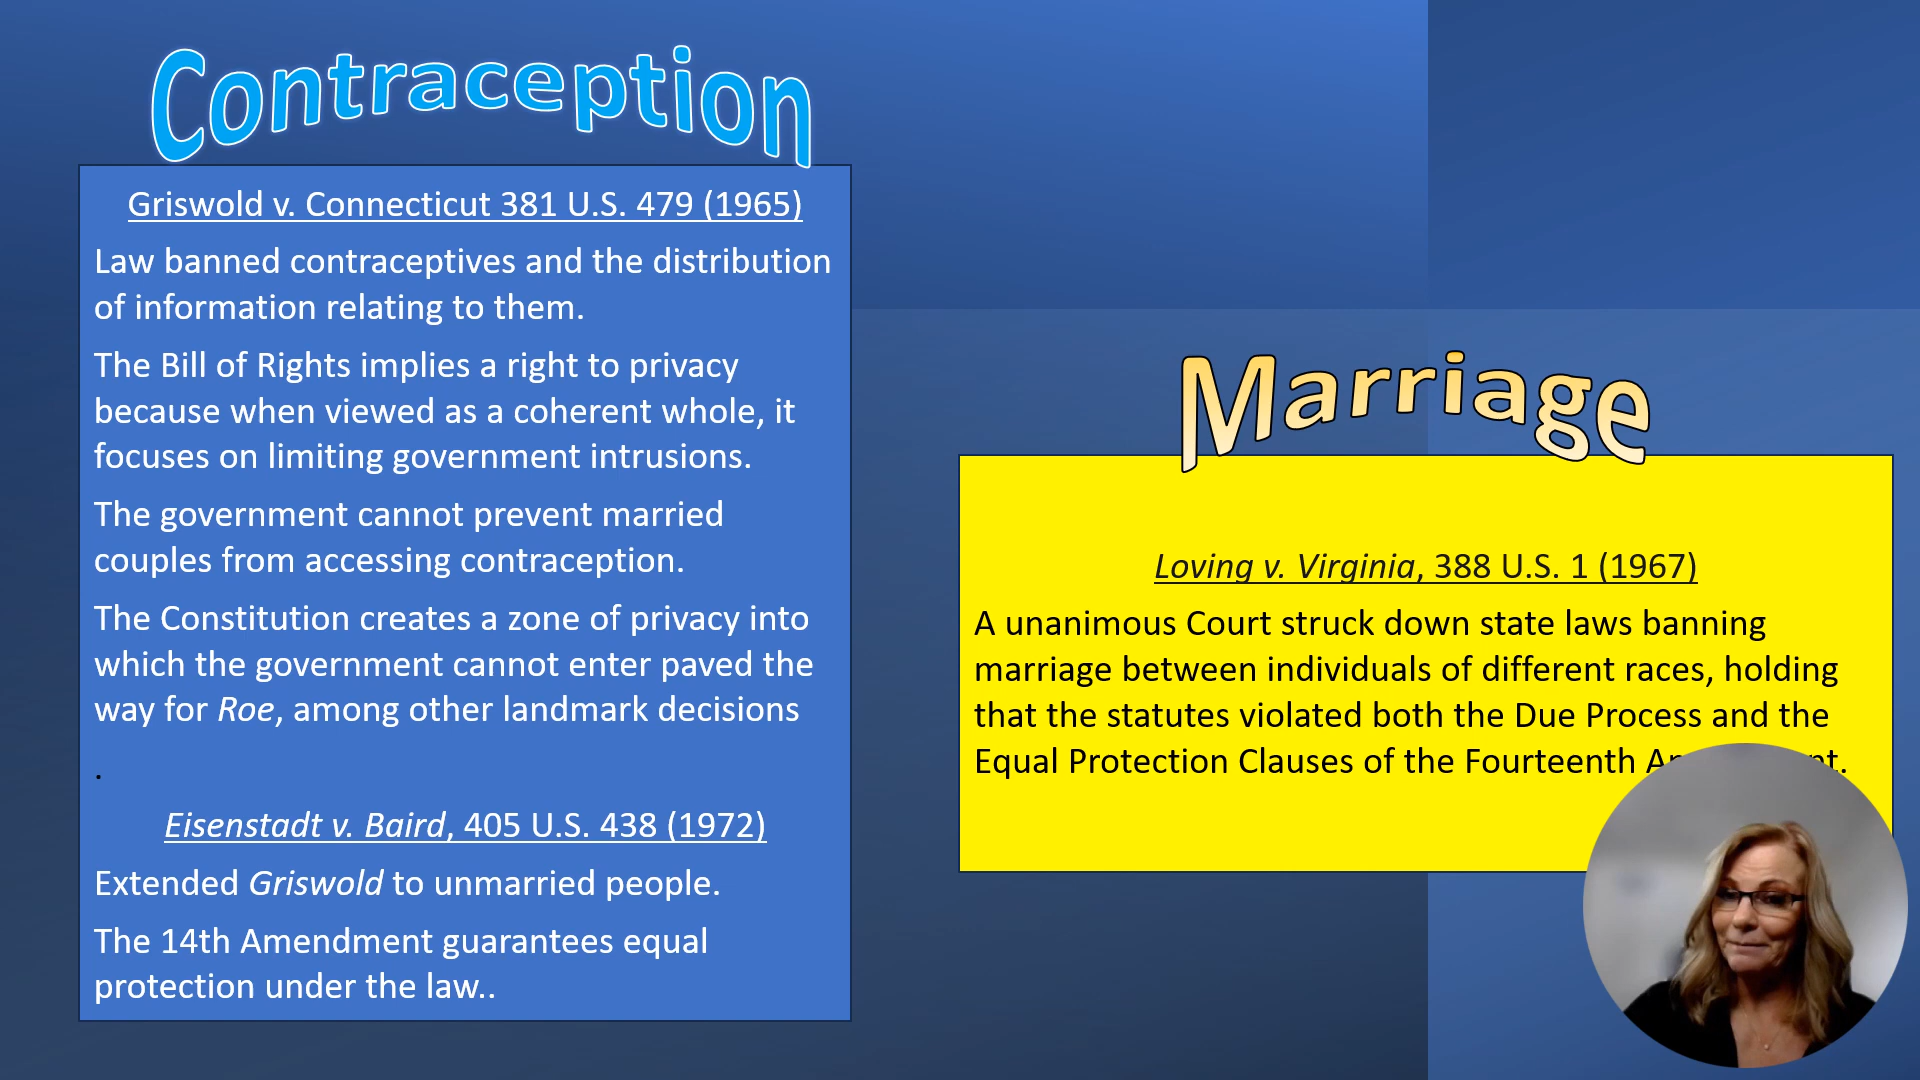 Contraception
Griswold v. Connecticut 381 U.S. 479 (1965)
Law banned contraceptives and the distribution
of information relating to them.
The Bill of Rights implies a right to privacy
because when viewed as a coherent whole, it
focuses on limiting government intrusions.
The government cannot prevent married
couples from accessing contraception.
The Constitution creates a zone of privacy into
which the government cannot enter paved the
way for Roe, among other landmark decisions
.
Eisenstadt v. Baird, 405 U.S. 438 (1972)
Extended Griswold to unmarried people.
The 14th Amendment guarantees equal
protection under the law..
Marriage
Loving v. Virginia, 388 U.S. 1 (1967)
A unanimous Court struck down state laws banning
marriage between individuals of different races, holding
that the statutes violated both the Due Process and the
Equal Protection Clauses of the Fourteenth